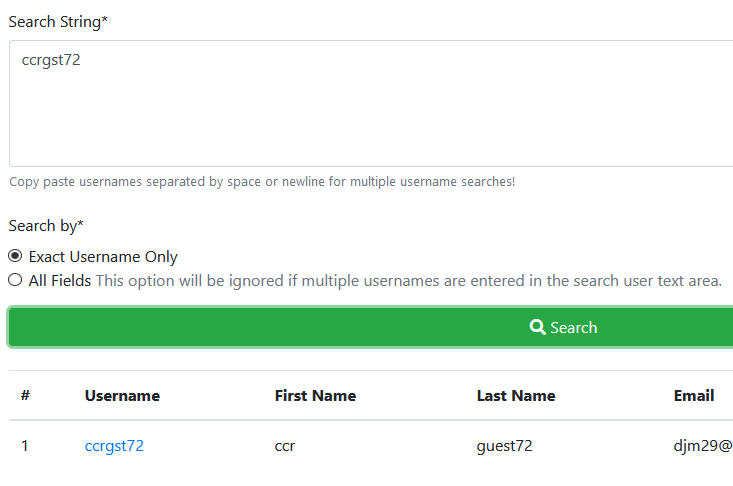 Search String*
ccrgst72
Copy paste usernames separated by space or newline for multiple username searches!
Search by*
Exact Username Only
All Fields This option will be ignored if multiple usernames are entered in the search user text area.
Search
# Username First Name Last Name Email
1 ccrgst72 ccr guest72 djm29@